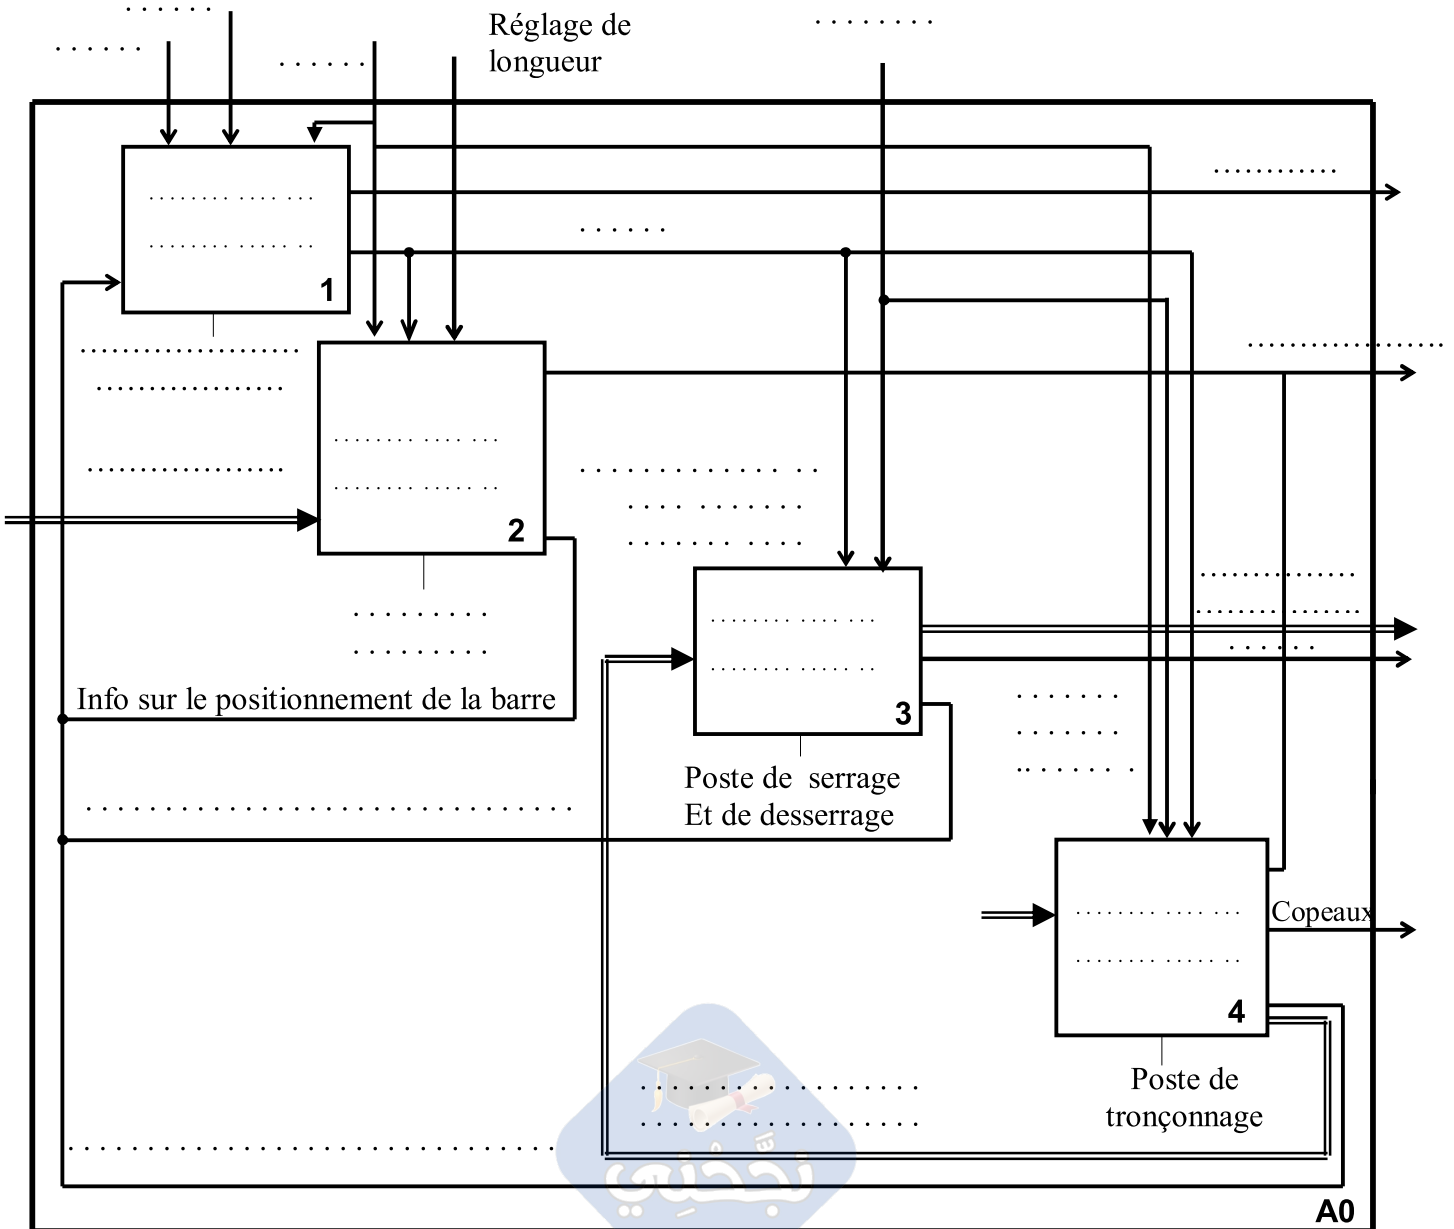 Réglage de
longueur
1
2
Info sur le positionnement de la barre
3
Poste de serrage
Et de desserrage
Copeaux
4
Poste de
tronçonnage
نجحني
A0